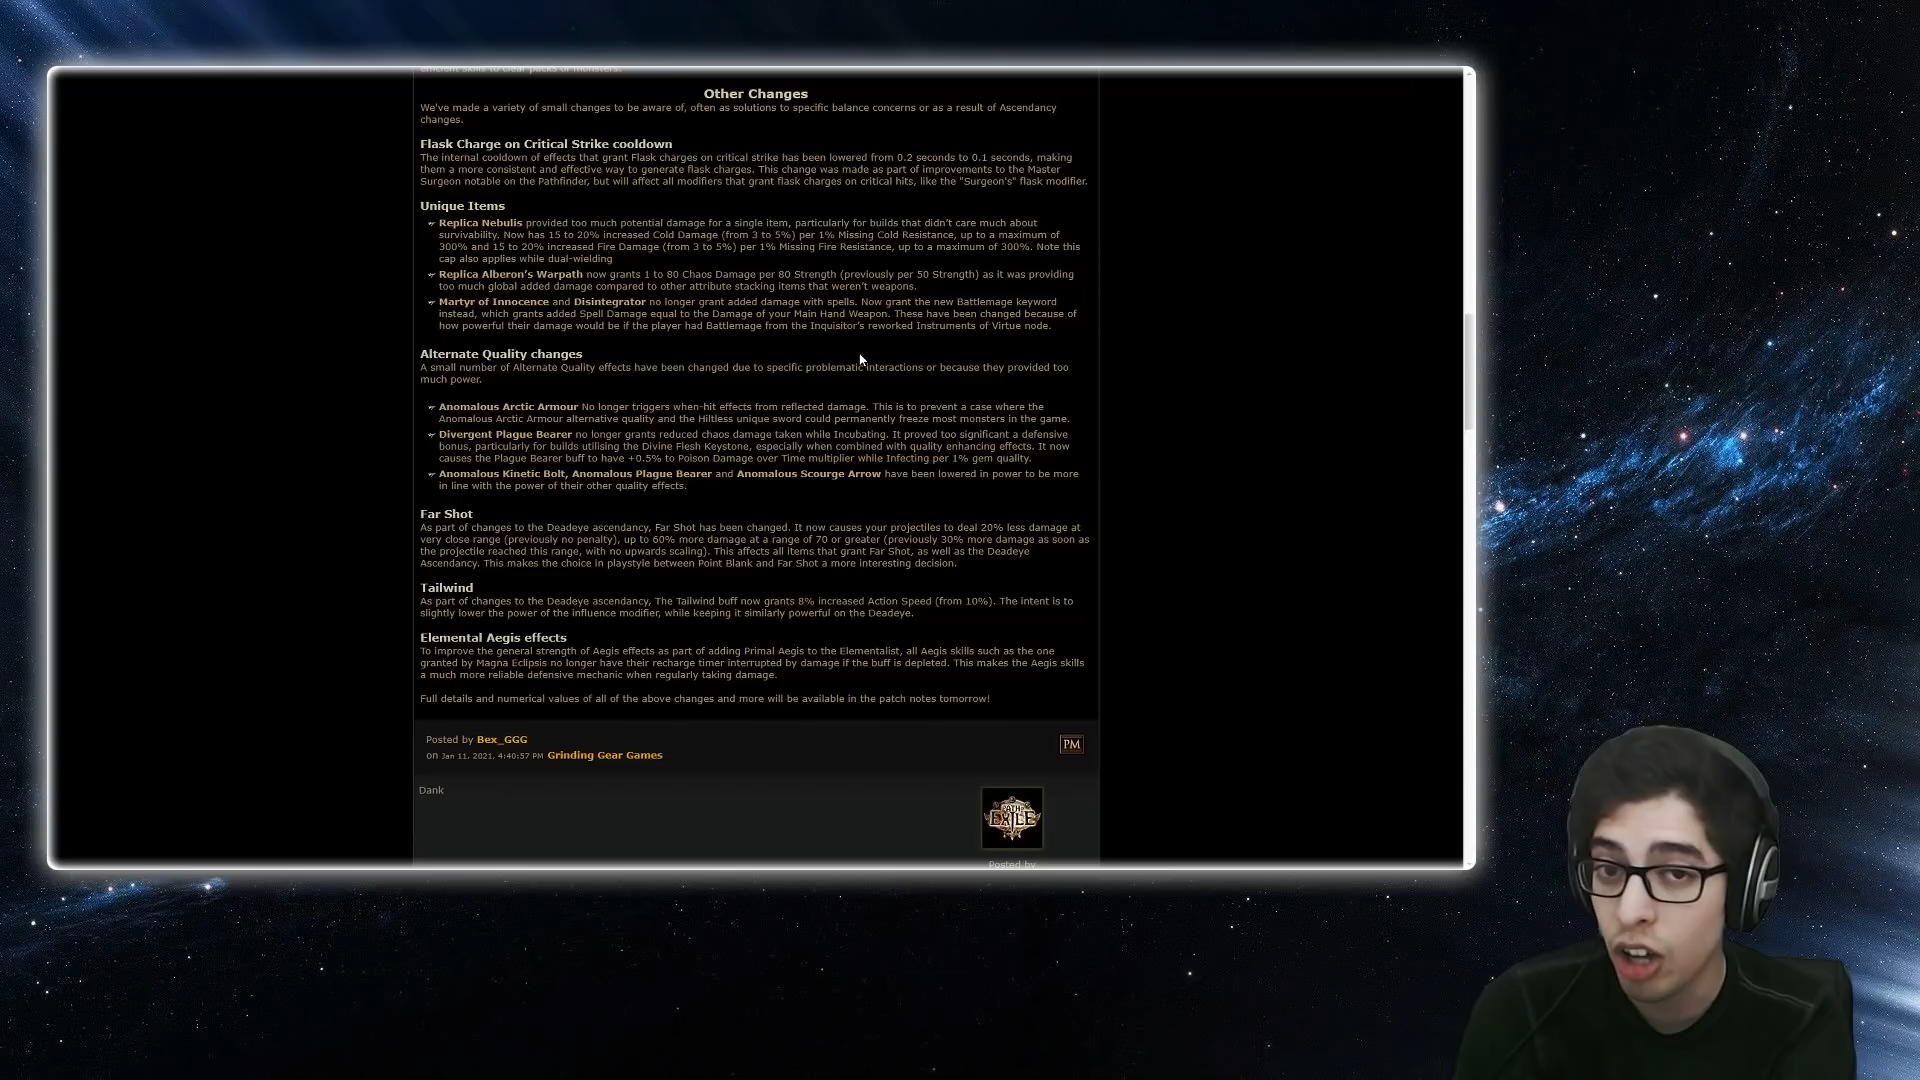 efficient skills to clear packs of monsters.
Other Changes
We've made a variety of small changes to be aware of, often as solutions to specific balance concerns or as a result of Ascendancy
changes.
Flask Charge on Critical Strike cooldown
The internal cooldown of effects that grant Flask charges on critical strike has been lowered from 0.2 seconds to 0.1 seconds, making
them a more consistent and effective way to generate flask charges. This change was made as part of improvements to the Master
Surgeon notable on the Pathfinder, but will affect all modifiers that grant flask charges on critical hits, like the "Surgeon's" flask modifier.
Unique Items
Replica Nebulis provided too much potential damage for a single item, particularly for builds that didn't care much about
survivability. Now has 15 to 20% increased Cold Damage (from 3 to 5%) per 1% Missing Cold Resistance, up to a maximum of
300% and 15 to 20% increased Fire Damage (from 3 to 5%) per 1% Missing Fire Resistance, up to a maximum of 300%. Note this
cap also applies while dual-wielding
Replica Alberon's Warpath now grants 1 to 80 Chaos Damage per 80 Strength (previously per 50 Strength) as it was providing
too much global added damage compared to other attribute stacking items that weren't weapons.
Martyr of Innocence and Disintegrator no longer grant added damage with spells. Now grant the new Battlemage keyword
instead, which grants added Spell Damage equal to the Damage of your Main Hand Weapon. These have been changed because of
how powerful their damage would be if the player had Battlemage from the Inquisitor's reworked Instruments of Virtue node.
Alternate Quality changes
A small number of Alternate Quality effects have been changed due to specific problematic interactions or because they provided too
much power.
Anomalous Arctic Armour No longer triggers when-hit effects from reflected damage. This is to prevent a case where the
Anomalous Arctic Armour alternative quality and the Hiltless unique sword could permanently freeze most monsters in the game.
Divergent Plague Bearer no longer grants reduced chaos damage taken while Incubating. It proved too significant a defensive
bonus, particularly for builds utilising the Divine Flesh Keystone, especially when combined with quality enhancing effects. It now
causes the Plague Bearer buff to have +0.5% to Poison Damage over Time multiplier while Infecting per 1% gem quality.
Anomalous Kinetic Bolt, Anomalous Plague Bearer and Anomalous Scourge Arrow have been lowered in power to be more
in line with the power of their other quality effects.
Far Shot
As part of changes to the Deadeye ascendancy, Far Shot has been changed. It now causes your projectiles to deal 20% less damage at
very close range (previously no penalty), up to 60% more damage at a range of 70 or greater (previously 30% more damage as soon as
the projectile reached this range, with no upwards scaling). This affects all items that grant Far Shot, as well as the Deadeye
Ascendancy. This makes the choice in playstyle between Point Blank and Far Shot a more interesting decision.
Tailwind
As part of changes to the Deadeye ascendancy, The Tailwind buff now grants 8% increased Action Speed (from 10%). The intent is to
slightly lower the power of the influence modifier, while keeping it similarly powerful on the Deadeye.
Elemental Aegis effects
To improve the general strength of Aegis effects as part of adding Primal Aegis to the Elementalist, all Aegis skills such as the one
granted by Magna Eclipsis no longer have their recharge timer interrupted by damage if the buff is depleted. This makes the Aegis skills
a much more reliable defensive mechanic when regularly taking damage.
Full details and numerical values of all of the above changes and more will be available in the patch notes tomorrow!
Posted by Bex_GGG
on Jan 11, 2021, 4:40:57 PM Grinding Gear Games
PM
Dank
PATH OF EXILE
Posted by